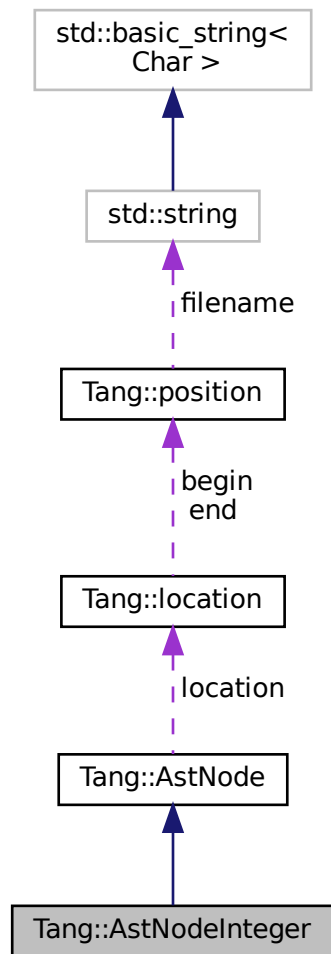 std::basic_string<
Char >
std::string
filename
Tang::position
begin
end
Tang::location
location
Tang::AstNode
Tang::AstNodeInteger